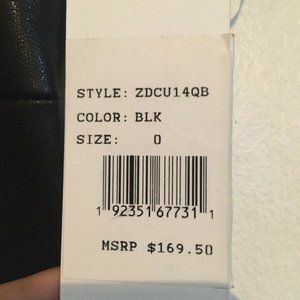 STYLE: ZDCU14QB
COLOR: BLK
SIZE: 0
1 92351 67731 1
MSRP $169.50